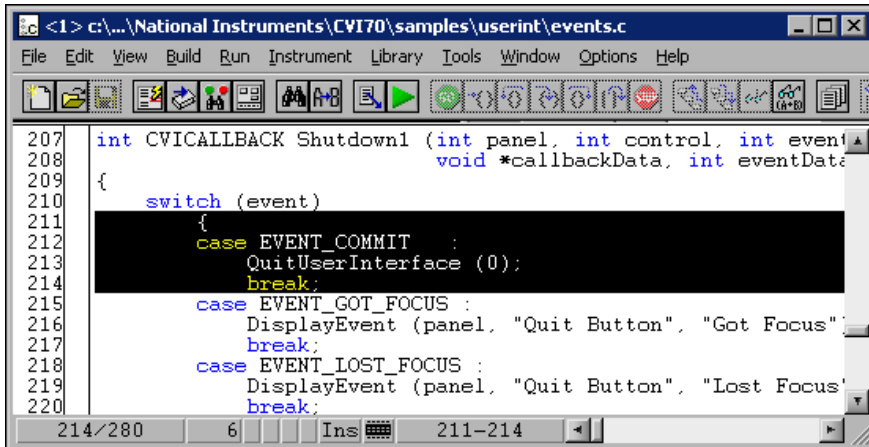 <1> c:\...\National Instruments\CVI70\samples\userint\events.c
File Edit View Build Run Instrument Library Tools Window Options Help
207 int CVICALLBACK Shutdown1 (int panel, int control, int event
208 void *callbackData, int eventData
209 {
210 switch (event)
211 {
212 case EVENT_COMMIT :
213 QuitUserInterface (0);
214 break;
215 case EVENT_GOT_FOCUS :
216 DisplayEvent (panel, "Quit Button", "Got Focus"
217 break;
218 case EVENT_LOST_FOCUS :
219 DisplayEvent (panel, "Quit Button", "Lost Focus"
220 break;
214/280 6 Ins 211-214